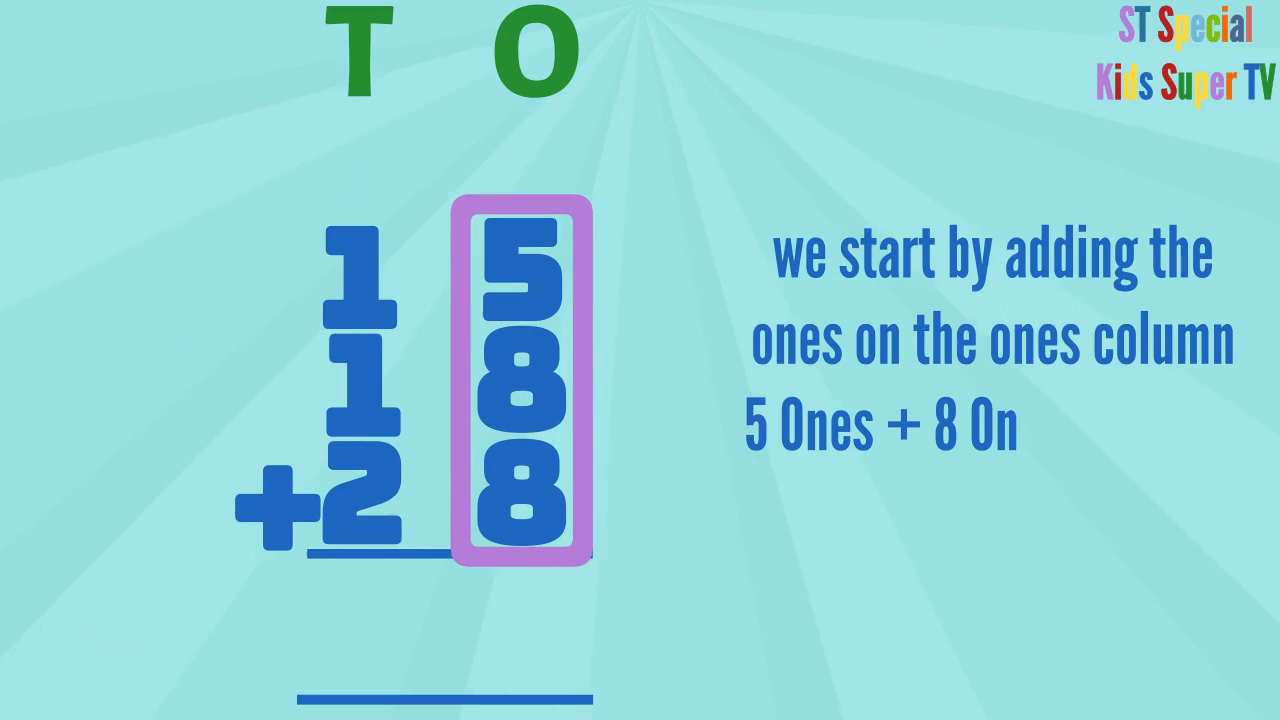 T O
ST Special
Kids Super TV
1 5
1 8
+2 8
we start by adding the
ones on the ones column
5 Ones + 8 On